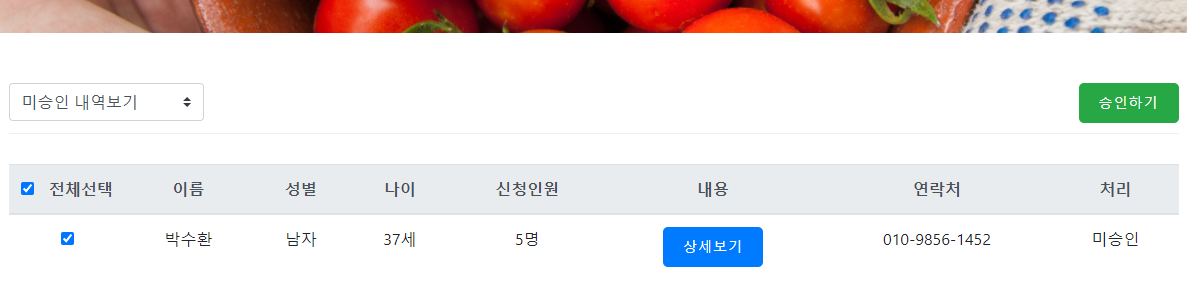 미승인 내역보기
승인하기
전체선택 이름 성별 나이 신청인원 내용 연락처 처리
박수환 남자 37세 5명 상세보기 010-9856-1452 미승인